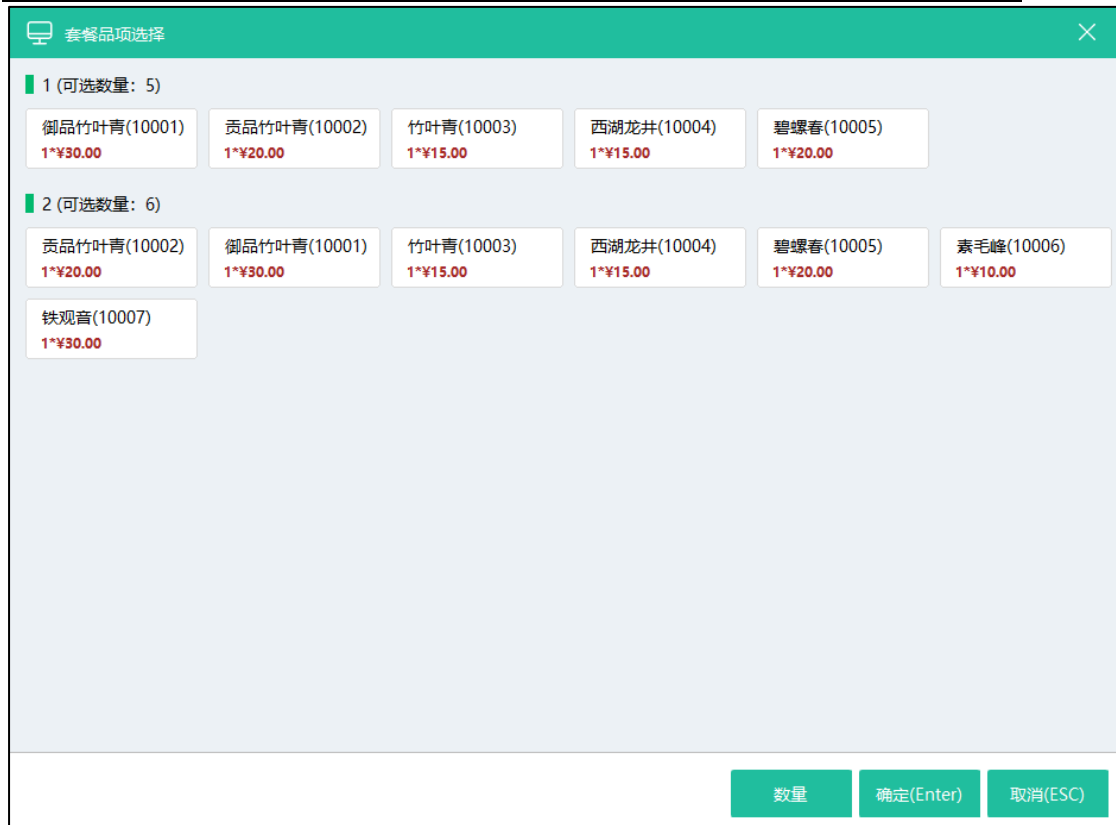 套餐品项选择
1 (可选数量：5)
御品竹叶青(10001) 贡品竹叶青(10002) 竹叶青(10003) 西湖龙井(10004) 碧螺春(10005)
1*¥30.00 1*¥20.00 1*¥15.00 1*¥15.00 1*¥20.00
2 (可选数量：6)
贡品竹叶青(10002) 御品竹叶青(10001) 竹叶青(10003) 西湖龙井(10004) 碧螺春(10005) 素毛峰(10006)
1*¥20.00 1*¥30.00 1*¥15.00 1*¥15.00 1*¥20.00 1*¥10.00
铁观音(10007)
1*¥30.00
数量 确定(Enter) 取消(ESC)